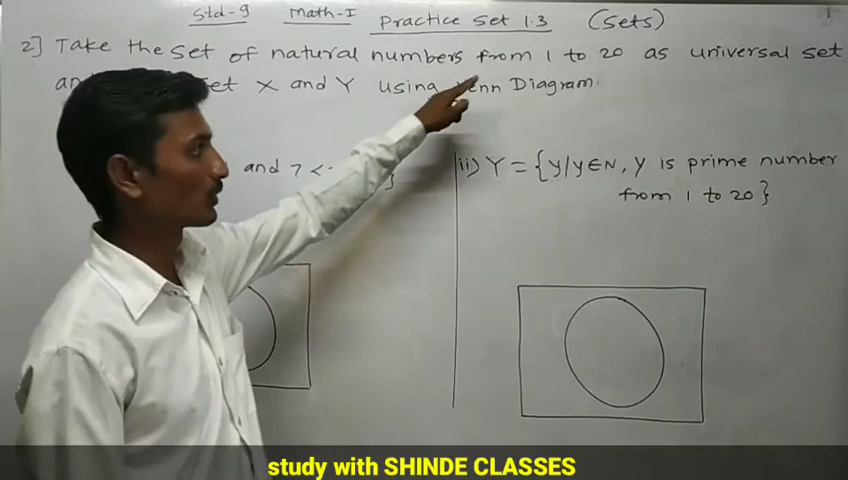 Std-9 Math-I Practice Set 1.3 (Sets)
2] Take the set of natural numbers from 1 to 20 as universal set
X and Y using Diagram.
and 7 <
ii) Y = {y/y∈N, y is prime number
from 1 to 20}
study with SHINDE CLASSES